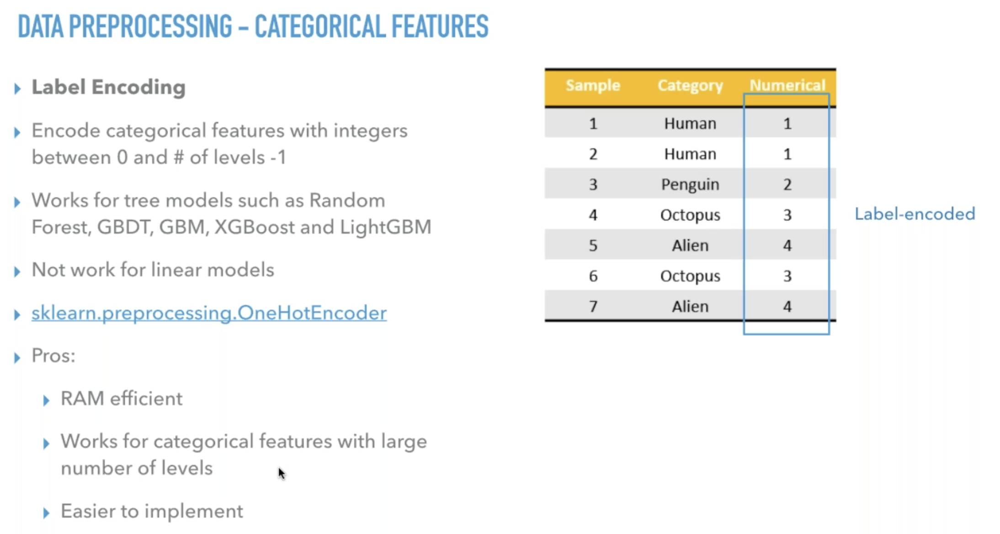 DATA PREPROCESSING – CATEGORICAL FEATURES
Label Encoding
Encode categorical features with integers
between 0 and # of levels -1
Works for tree models such as Random
Forest, GBDT, GBM, XGBoost and LightGBM
Not work for linear models
sklearn.preprocessing.OneHotEncoder
Pros:
RAM efficient
Works for categorical features with large
number of levels
Easier to implement
Sample Category Numerical
1 Human 1
2 Human 1
3 Penguin 2
4 Octopus 3
5 Alien 4
6 Octopus 3
7 Alien 4
Label-encoded